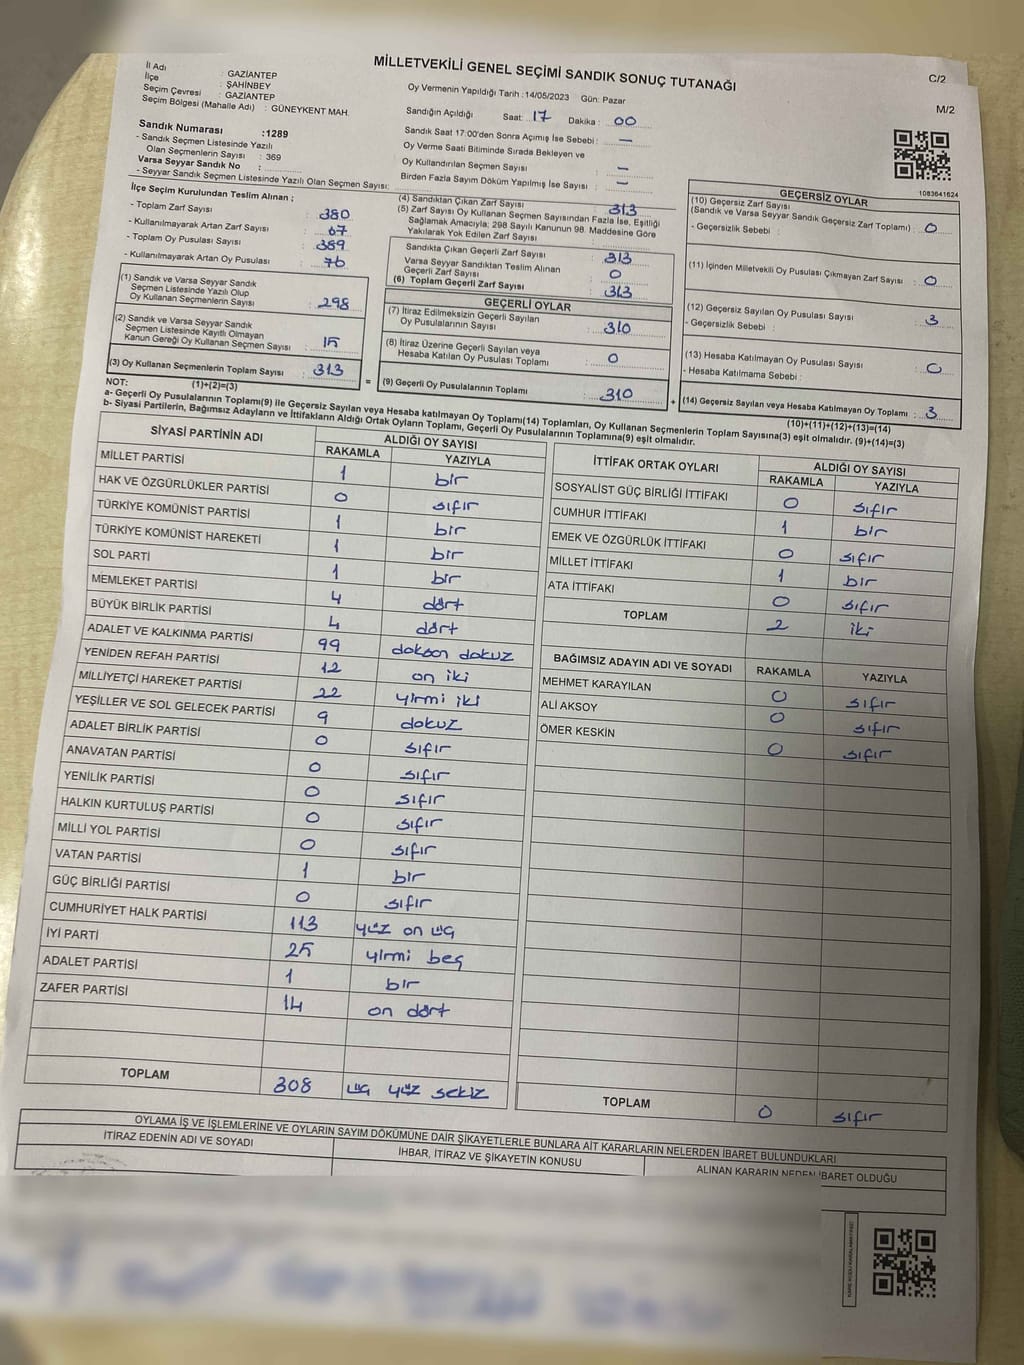 MİLLETVEKİLİ GENEL SEÇİMİ SANDIK SONUÇ TUTANAĞI
C/2
M/2
İl Adı : GAZİANTEP
İlçe : ŞAHİNBEY
Seçim Çevresi : GAZİANTEP
Seçim Bölgesi (Mahalle Adı) : GÜNEYKENT MAH.
Sandık Numarası :1289
- Sandık Seçmen Listesinde Yazılı
Olan Seçmenlerin Sayısı : 369
Varsa Seyyar Sandık No :
- Seyyar Sandık Seçmen Listesinde Yazılı Olan Seçmen Sayısı:
Oy Vermenin Yapıldığı Tarih :14/05/2023 Gün: Pazar
Sandığın Açıldığı Saat: 17 Dakika : 00
Sandık Saat 17:00'den Sonra Açımış İse Sebebi : —
Oy Verme Saati Bitiminde Sırada Bekleyen ve
Oy Kullandırılan Seçmen Sayısı : —
Birden Fazla Sayım Döküm Yapılmış İse Sayısı : —
1083641624
İlçe Seçim Kurulundan Teslim Alınan ;
- Toplam Zarf Sayısı : 380
- Kullanılmayarak Artan Zarf Sayısı : 67
- Toplam Oy Pusulası Sayısı : 389
- Kullanılmayarak Artan Oy Pusulası : 76
(1) Sandık ve Varsa Seyyar Sandık
Seçmen Listesinde Yazılı Olup
Oy Kullanan Seçmenlerin Sayısı : 298
(2) Sandık ve Varsa Seyyar Sandık
Seçmen Listesinde Kayıtlı Olmayan
Kanun Gereği Oy Kullanan Seçmen Sayısı : 15
(3) Oy Kullanan Seçmenlerin Toplam Sayısı : 313
(1)+(2)=(3)
(4) Sandıktan Çıkan Zarf Sayısı : 313
(5) Zarf Sayısı Oy Kullanan Seçmen Sayısından Fazla İse, Eşitliği
Sağlamak Amacıyla; 298 Sayılı Kanunun 98. Maddesine Göre
Yakılarak Yok Edilen Zarf Sayısı :
Sandıkta Çıkan Geçerli Zarf Sayısı : 313
Varsa Seyyar Sandıktan Teslim Alınan
Geçerli Zarf Sayısı : 0
(6) Toplam Geçerli Zarf Sayısı : 313
GEÇERLİ OYLAR
(7) İtiraz Edilmeksizin Geçerli Sayılan
Oy Pusulalarının Sayısı : 310
(8) İtiraz Üzerine Geçerli Sayılan veya
Hesaba Katılan Oy Pusulası Toplamı : 0
= (9) Geçerli Oy Pusulalarının Toplamı : 310 +
GEÇERSİZ OYLAR
(10) Geçersiz Zarf Sayısı
(Sandık ve Varsa Seyyar Sandık Geçersiz Zarf Toplamı) : 0
- Geçersizlik Sebebi :
(11) İçinden Milletvekili Oy Pusulası Çıkmayan Zarf Sayısı : 0
(12) Geçersiz Sayılan Oy Pusulası Sayısı : 3
- Geçersizlik Sebebi :
(13) Hesaba Katılmayan Oy Pusulası Sayısı : 0
- Hesaba Katılmama Sebebi :
(14) Geçersiz Sayılan veya Hesaba Katılmayan Oy Toplamı : 3
(10)+(11)+(12)+(13)=(14)
NOT:
a- Geçerli Oy Pusulalarının Toplamı(9) ile Geçersiz Sayılan veya Hesaba katılmayan Oy Toplamı(14) Toplamları, Oy Kullanan Seçmenlerin Toplam Sayısına(3) eşit olmalıdır. (9)+(14)=(3)
b- Siyasi Partilerin, Bağımsız Adayların ve İttifakların Aldığı Ortak Oyların Toplamı, Geçerli Oy Pusulalarının Toplamına(9) eşit olmalıdır.
SİYASİ PARTİNİN ADI ALDIĞI OY SAYISI
RAKAMLA YAZIYLA
MİLLET PARTİSİ 1 bir
HAK VE ÖZGÜRLÜKLER PARTİSİ 0 sıfır
TÜRKİYE KOMÜNİST PARTİSİ 1 bir
TÜRKİYE KOMÜNİST HAREKETİ 1 bir
SOL PARTİ 1 bir
MEMLEKET PARTİSİ 4 dört
BÜYÜK BİRLİK PARTİSİ 4 dört
ADALET VE KALKINMA PARTİSİ 99 doksan dokuz
YENİDEN REFAH PARTİSİ 12 on iki
MİLLİYETÇİ HAREKET PARTİSİ 22 yirmi iki
YEŞİLLER VE SOL GELECEK PARTİSİ 9 dokuz
ADALET BİRLİK PARTİSİ 0 sıfır
ANAVATAN PARTİSİ 0 sıfır
YENİLİK PARTİSİ 0 sıfır
HALKIN KURTULUŞ PARTİSİ 0 sıfır
MİLLİ YOL PARTİSİ 0 sıfır
VATAN PARTİSİ 1 bir
GÜÇ BİRLİĞİ PARTİSİ 0 sıfır
CUMHURİYET HALK PARTİSİ 113 yüz on üç
İYİ PARTİ 25 yirmi beş
ADALET PARTİSİ 1 bir
ZAFER PARTİSİ 14 on dört
TOPLAM 308 üç yüz sekiz
İTTİFAK ORTAK OYLARI ALDIĞI OY SAYISI
RAKAMLA YAZIYLA
SOSYALİST GÜÇ BİRLİĞİ İTTİFAKI 0 sıfır
CUMHUR İTTİFAKI 1 bir
EMEK VE ÖZGÜRLÜK İTTİFAKI 0 sıfır
MİLLET İTTİFAKI 1 bir
ATA İTTİFAKI 0 sıfır
TOPLAM 2 iki
BAĞIMSIZ ADAYIN ADI VE SOYADI RAKAMLA YAZIYLA
MEHMET KARAYILAN 0 sıfır
ALİ AKSOY 0 sıfır
ÖMER KESKİN 0 sıfır
TOPLAM 0 sıfır
OYLAMA İŞ VE İŞLEMLERİNE VE OYLARIN SAYIM DÖKÜMÜNE DAİR ŞİKAYETLERLE BUNLARA AİT KARARLARIN NELERDEN İBARET BULUNDUKLARI
İTİRAZ EDENİN ADI VE SOYADI İHBAR, İTİRAZ VE ŞİKAYETİN KONUSU ALINAN KARARIN NEDEN İBARET OLDUĞU